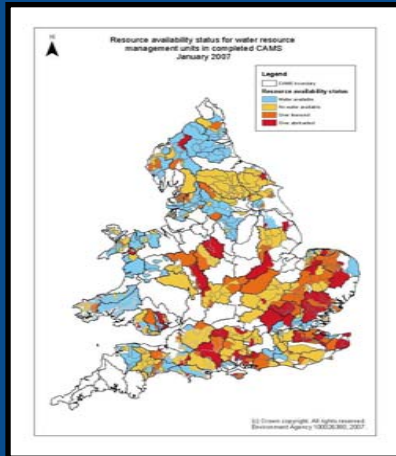 N
Resource availability status for water resource
management units in completed CAMS
January 2007
Legend
CAMS boundary
Resource availability status
Water available
No water available
Over licensed
Over abstracted
(c) Crown copyright. All rights reserved.
Environment Agency 100026380, 2007.